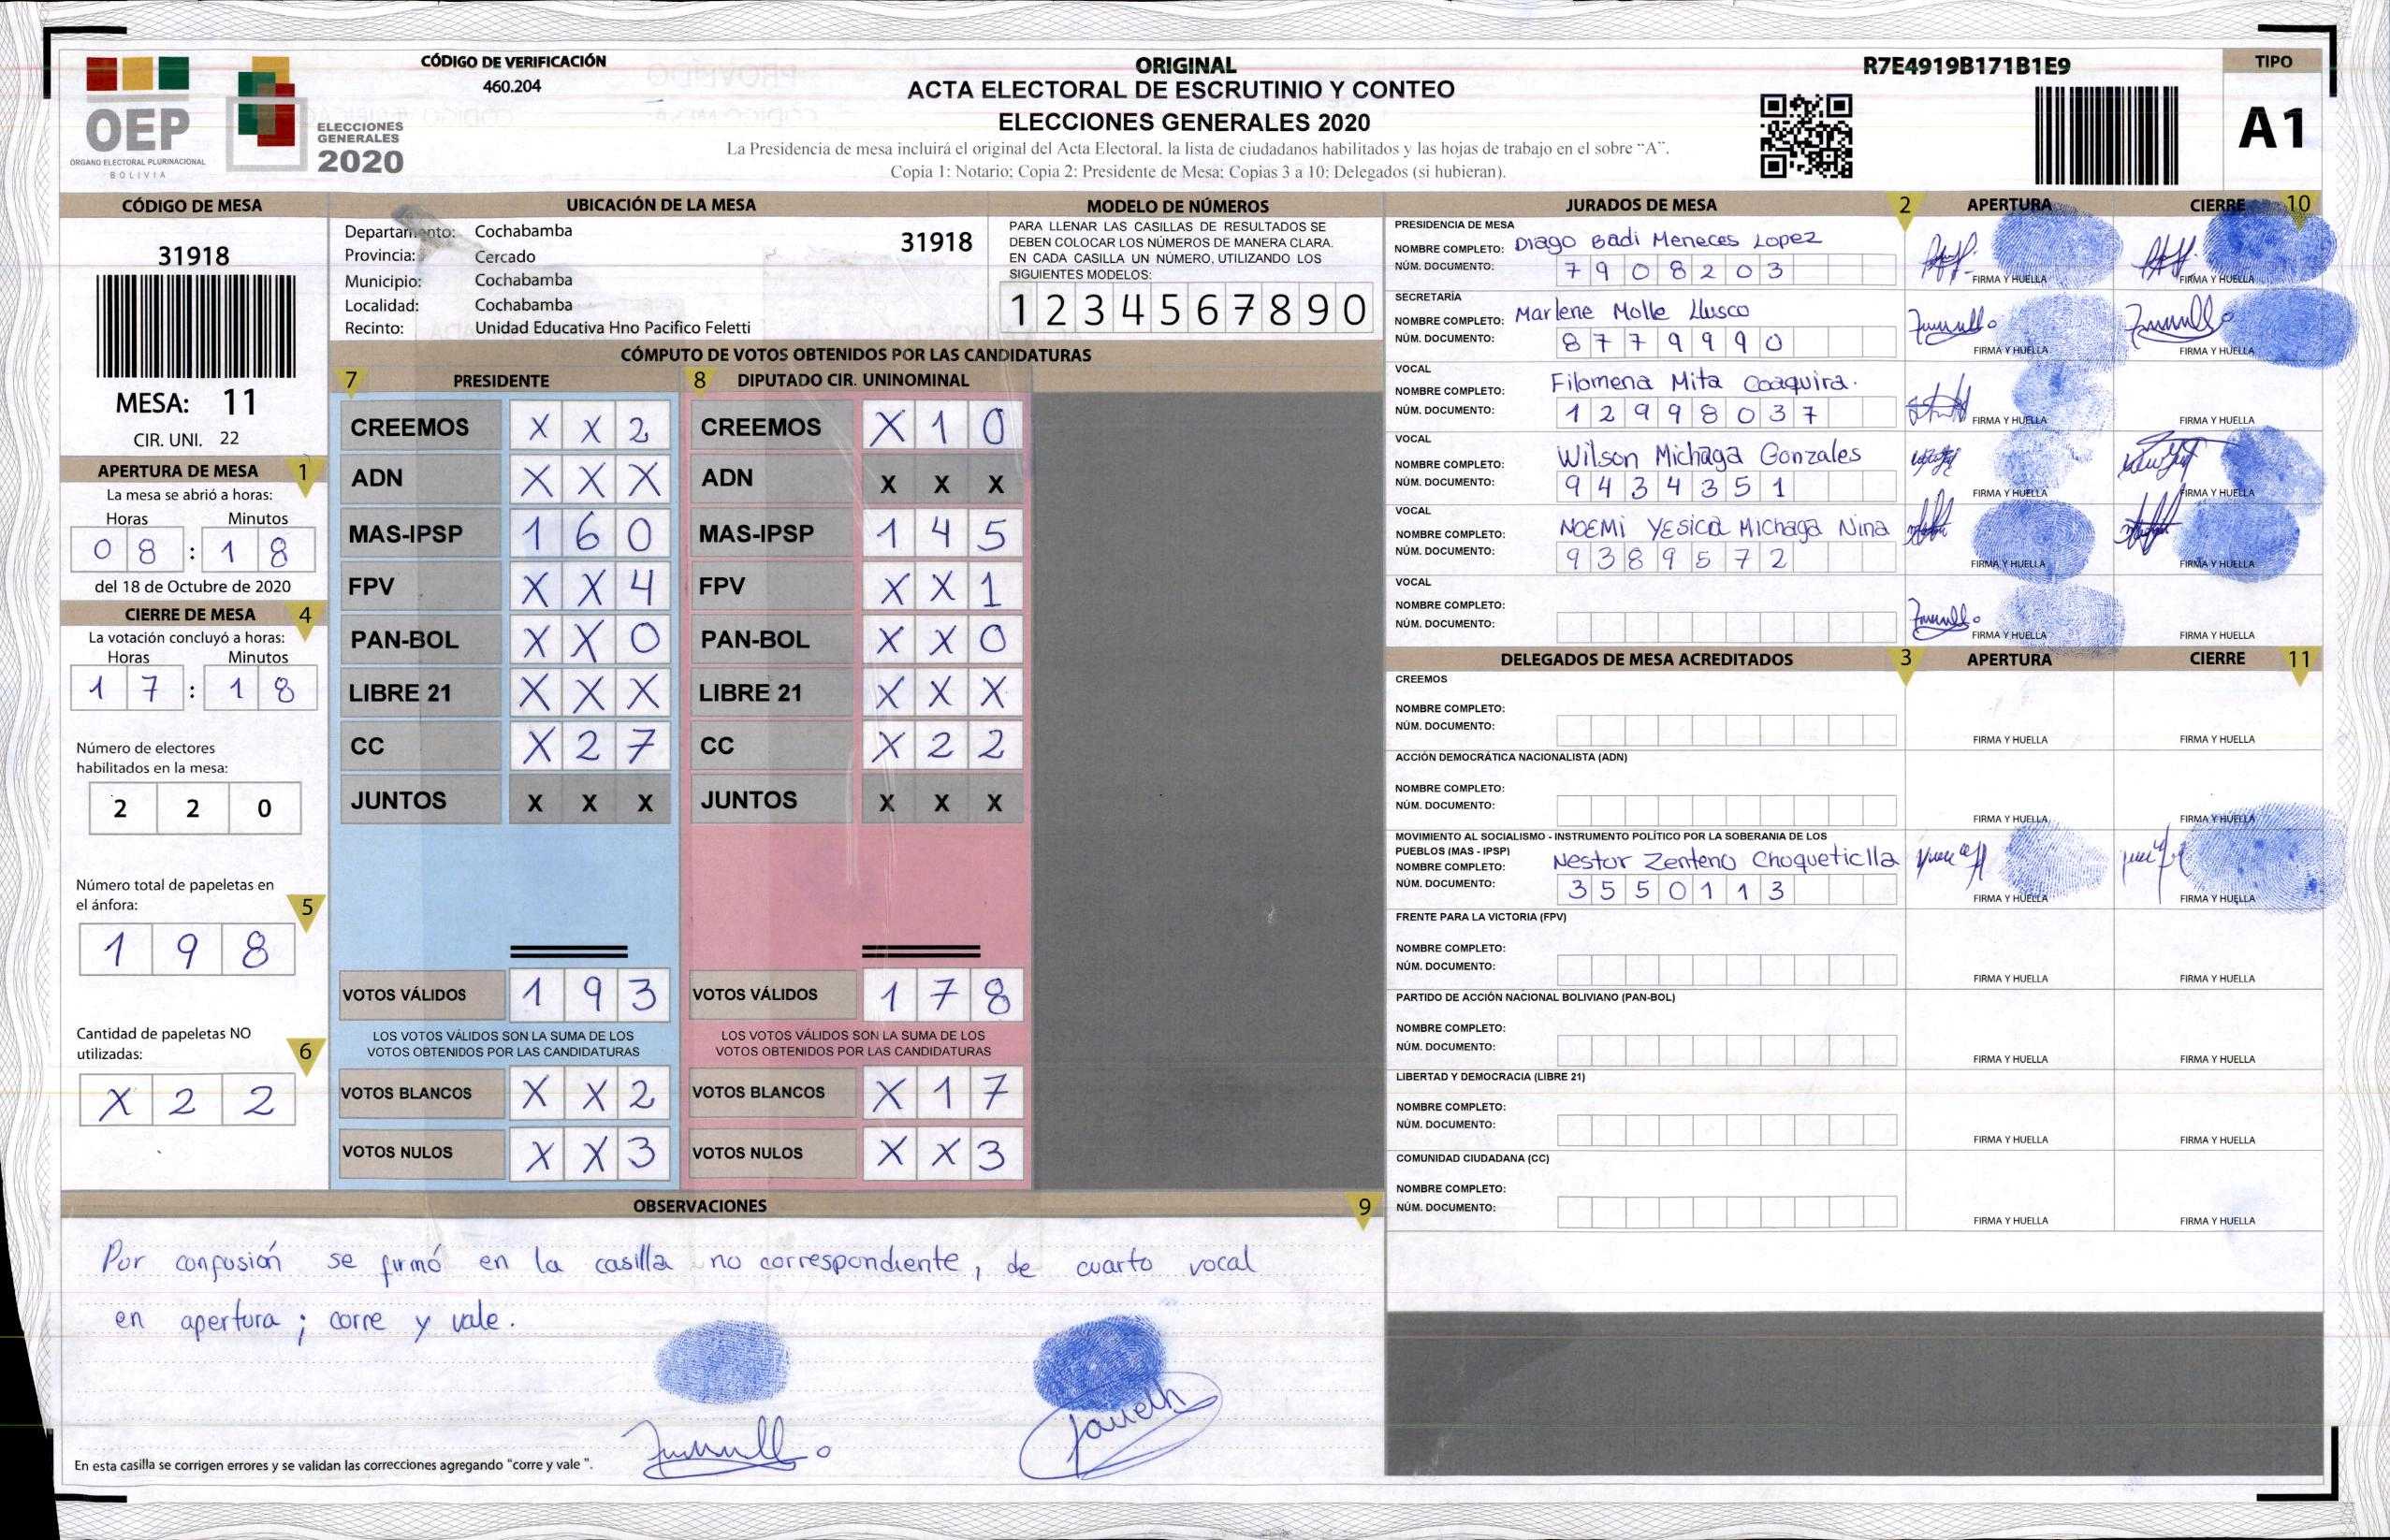 CÓDIGO DE VERIFICACIÓN
460.204
ORIGINAL
ACTA ELECTORAL DE ESCRUTINIO Y CONTEO
ELECCIONES GENERALES 2020
La Presidencia de mesa incluirá el original del Acta Electoral, la lista de ciudadanos habilitados y las hojas de trabajo en el sobre "A".
Copia 1: Notario; Copia 2: Presidente de Mesa; Copias 3 a 10: Delegados (si hubieran).
R7E4919B171B1E9
TIPO
A1
OEP
ORGANO ELECTORAL PLURINACIONAL
BOLIVIA
ELECCIONES
GENERALES
2020
CÓDIGO DE MESA
31918
MESA: 11
CIR. UNI. 22
APERTURA DE MESA 1
La mesa se abrió a horas:
Horas Minutos
0 8 : 1 8
del 18 de Octubre de 2020
CIERRE DE MESA 4
La votación concluyó a horas:
Horas Minutos
1 7 : 1 8
Número de electores
habilitados en la mesa:
2 2 0
Número total de papeletas en
el ánfora: 5
1 9 8
Cantidad de papeletas NO
utilizadas: 6
X 2 2
UBICACIÓN DE LA MESA
Departamento: Cochabamba 31918
Provincia: Cercado
Municipio: Cochabamba
Localidad: Cochabamba
Recinto: Unidad Educativa Hno Pacifico Feletti
MODELO DE NÚMEROS
PARA LLENAR LAS CASILLAS DE RESULTADOS SE
DEBEN COLOCAR LOS NÚMEROS DE MANERA CLARA.
EN CADA CASILLA UN NÚMERO, UTILIZANDO LOS
SIGUIENTES MODELOS:
1 2 3 4 5 6 7 8 9 0
CÓMPUTO DE VOTOS OBTENIDOS POR LAS CANDIDATURAS
7 PRESIDENTE
CREEMOS X X 2
ADN X X X
MAS-IPSP 1 6 0
FPV X X 4
PAN-BOL X X 0
LIBRE 21 X X X
CC X 2 7
JUNTOS X X X
VOTOS VÁLIDOS 1 9 3
LOS VOTOS VÁLIDOS SON LA SUMA DE LOS
VOTOS OBTENIDOS POR LAS CANDIDATURAS
VOTOS BLANCOS X X 2
VOTOS NULOS X X 3
8 DIPUTADO CIR. UNINOMINAL
CREEMOS X 1 0
ADN X X X
MAS-IPSP 1 4 5
FPV X X 1
PAN-BOL X X 0
LIBRE 21 X X X
CC X 2 2
JUNTOS X X X
VOTOS VÁLIDOS 1 7 8
LOS VOTOS VÁLIDOS SON LA SUMA DE LOS
VOTOS OBTENIDOS POR LAS CANDIDATURAS
VOTOS BLANCOS X 1 7
VOTOS NULOS X X 3
OBSERVACIONES 9
Por confusión se firmó en la casilla no correspondiente, de cuarto vocal
en apertura; corre y vale.
En esta casilla se corrigen errores y se validan las correcciones agregando "corre y vale ".
JURADOS DE MESA 2 APERTURA CIERRE 10
PRESIDENCIA DE MESA
NOMBRE COMPLETO: Diago Badi Meneces Lopez
NÚM. DOCUMENTO: 7 9 0 8 2 0 3
FIRMA Y HUELLA FIRMA Y HUELLA
SECRETARÍA
NOMBRE COMPLETO: Marlene Molle Llusco
NÚM. DOCUMENTO: 8 7 7 9 9 9 0
FIRMA Y HUELLA FIRMA Y HUELLA
VOCAL
NOMBRE COMPLETO: Filomena Mita Coaquira.
NÚM. DOCUMENTO: 1 2 9 9 8 0 3 7
FIRMA Y HUELLA FIRMA Y HUELLA
VOCAL
NOMBRE COMPLETO: Wilson Michaga Gonzales
NÚM. DOCUMENTO: 9 4 3 4 3 5 1
FIRMA Y HUELLA FIRMA Y HUELLA
VOCAL
NOMBRE COMPLETO: NOEMi YESica Michaga Nina
NÚM. DOCUMENTO: 9 3 8 9 5 7 2
FIRMA Y HUELLA FIRMA Y HUELLA
VOCAL
NOMBRE COMPLETO:
NÚM. DOCUMENTO:
FIRMA Y HUELLA FIRMA Y HUELLA
DELEGADOS DE MESA ACREDITADOS 3 APERTURA CIERRE 11
CREEMOS
NOMBRE COMPLETO:
NÚM. DOCUMENTO:
FIRMA Y HUELLA FIRMA Y HUELLA
ACCIÓN DEMOCRÁTICA NACIONALISTA (ADN)
NOMBRE COMPLETO:
NÚM. DOCUMENTO:
FIRMA Y HUELLA FIRMA Y HUELLA
MOVIMIENTO AL SOCIALISMO - INSTRUMENTO POLÍTICO POR LA SOBERANIA DE LOS
PUEBLOS (MAS - IPSP)
NOMBRE COMPLETO: Nestor Zenteno Choqueticlla
NÚM. DOCUMENTO: 3 5 5 0 1 1 3
FIRMA Y HUELLA FIRMA Y HUELLA
FRENTE PARA LA VICTORIA (FPV)
NOMBRE COMPLETO:
NÚM. DOCUMENTO:
FIRMA Y HUELLA FIRMA Y HUELLA
PARTIDO DE ACCIÓN NACIONAL BOLIVIANO (PAN-BOL)
NOMBRE COMPLETO:
NÚM. DOCUMENTO:
FIRMA Y HUELLA FIRMA Y HUELLA
LIBERTAD Y DEMOCRACIA (LIBRE 21)
NOMBRE COMPLETO:
NÚM. DOCUMENTO:
FIRMA Y HUELLA FIRMA Y HUELLA
COMUNIDAD CIUDADANA (CC)
NOMBRE COMPLETO:
NÚM. DOCUMENTO:
FIRMA Y HUELLA FIRMA Y HUELLA